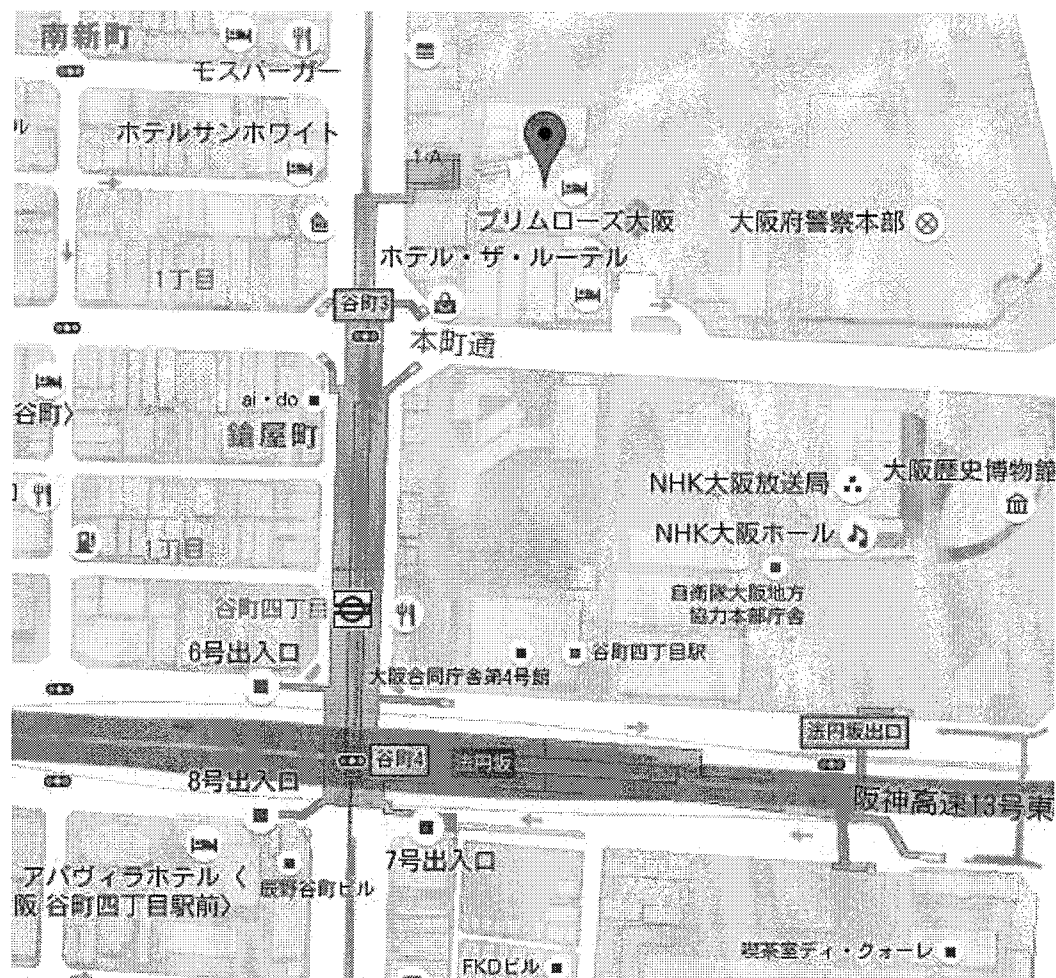 南新町
モスバーガー
ル
ホテルサンホワイト
1-A
プリムローズ大阪
大阪府警察本部
ホテル・ザ・ルーテル
1丁目
谷町3
本町通
谷町〉
ai・do
鎗屋町
NHK大阪放送局
大阪歴史博物館
NHK大阪ホール
1丁目
自衛隊大阪地方
協力本部庁舎
谷町四丁目
6号出入口
谷町四丁目駅
大阪合同庁舎第4号館
法円坂出口
谷町4
法円坂
8号出入口
阪神高速13号東
7号出入口
アパヴィラホテル〈
阪 谷町四丁目駅前〉
辰野谷町ビル
喫茶室ディ・クォーレ
FKDビル